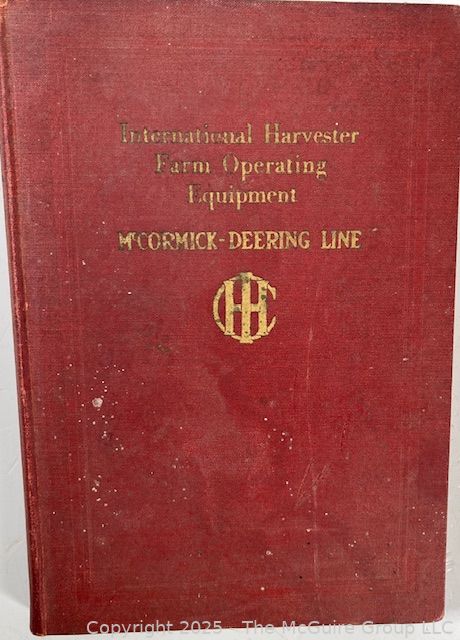 International Harvester
Farm Operating
Equipment
MCCORMICK-DEERING LINE
IHC
Copyright 2025 - The McGuire Group LLC